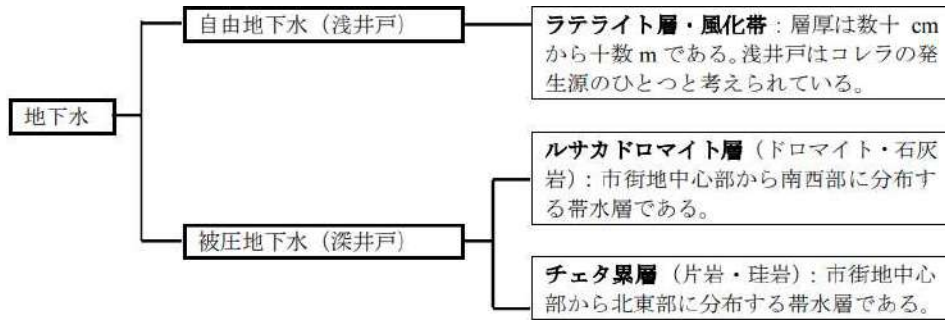 地下水
自由地下水（浅井戸）
ラテライト層・風化帯：層厚は数十 cm
から十数 m である。浅井戸はコレラの発
生源のひとつと考えられている。
被圧地下水（深井戸）
ルサカドロマイト層（ドロマイト・石灰
岩）：市街地中心部から南西部に分布す
る帯水層である。
チェタ累層（片岩・珪岩）：市街地中心
部から北東部に分布する帯水層である。